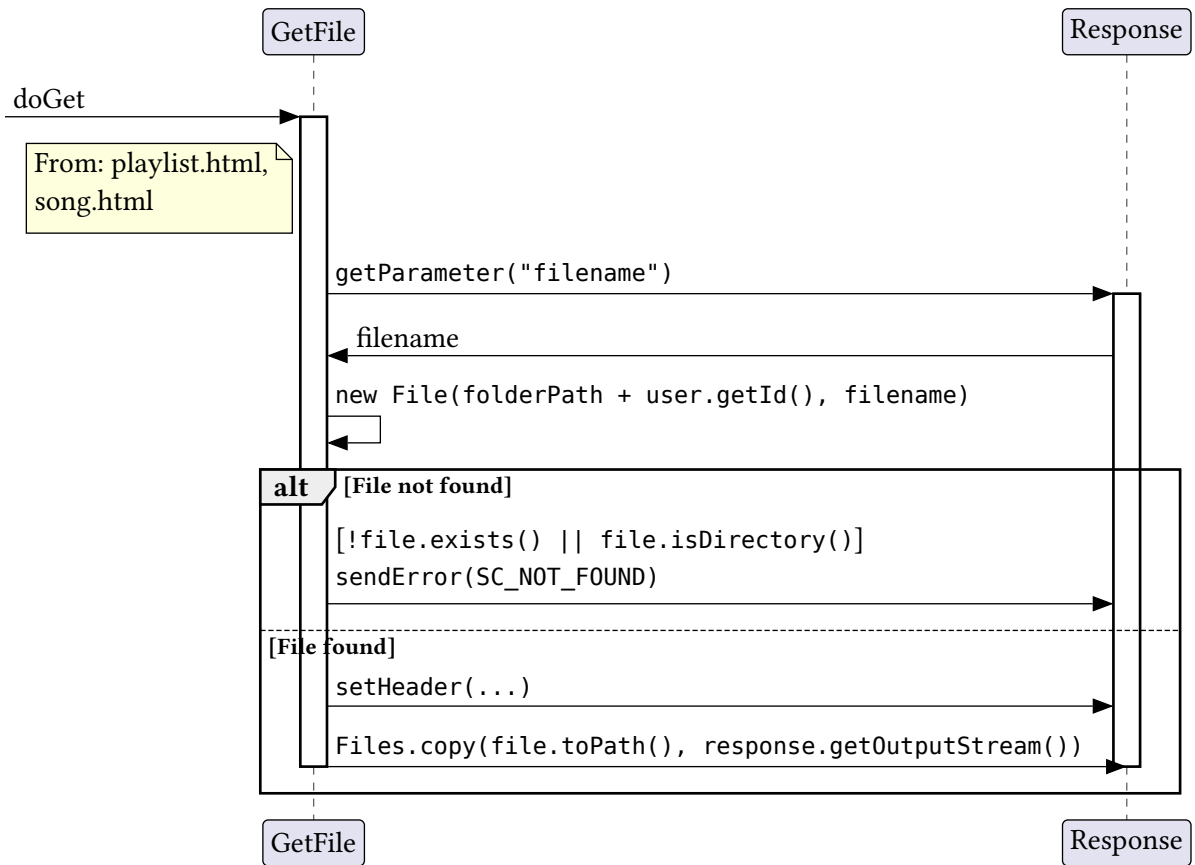 GetFile
Response
doGet
From: playlist.html,
song.html
getParameter("filename")
filename
new File(folderPath + user.getId(), filename)
alt
[File not found]
[!file.exists() || file.isDirectory()]
sendError(SC_NOT_FOUND)
[File found]
setHeader(...)
Files.copy(file.toPath(), response.getOutputStream())
GetFile
Response